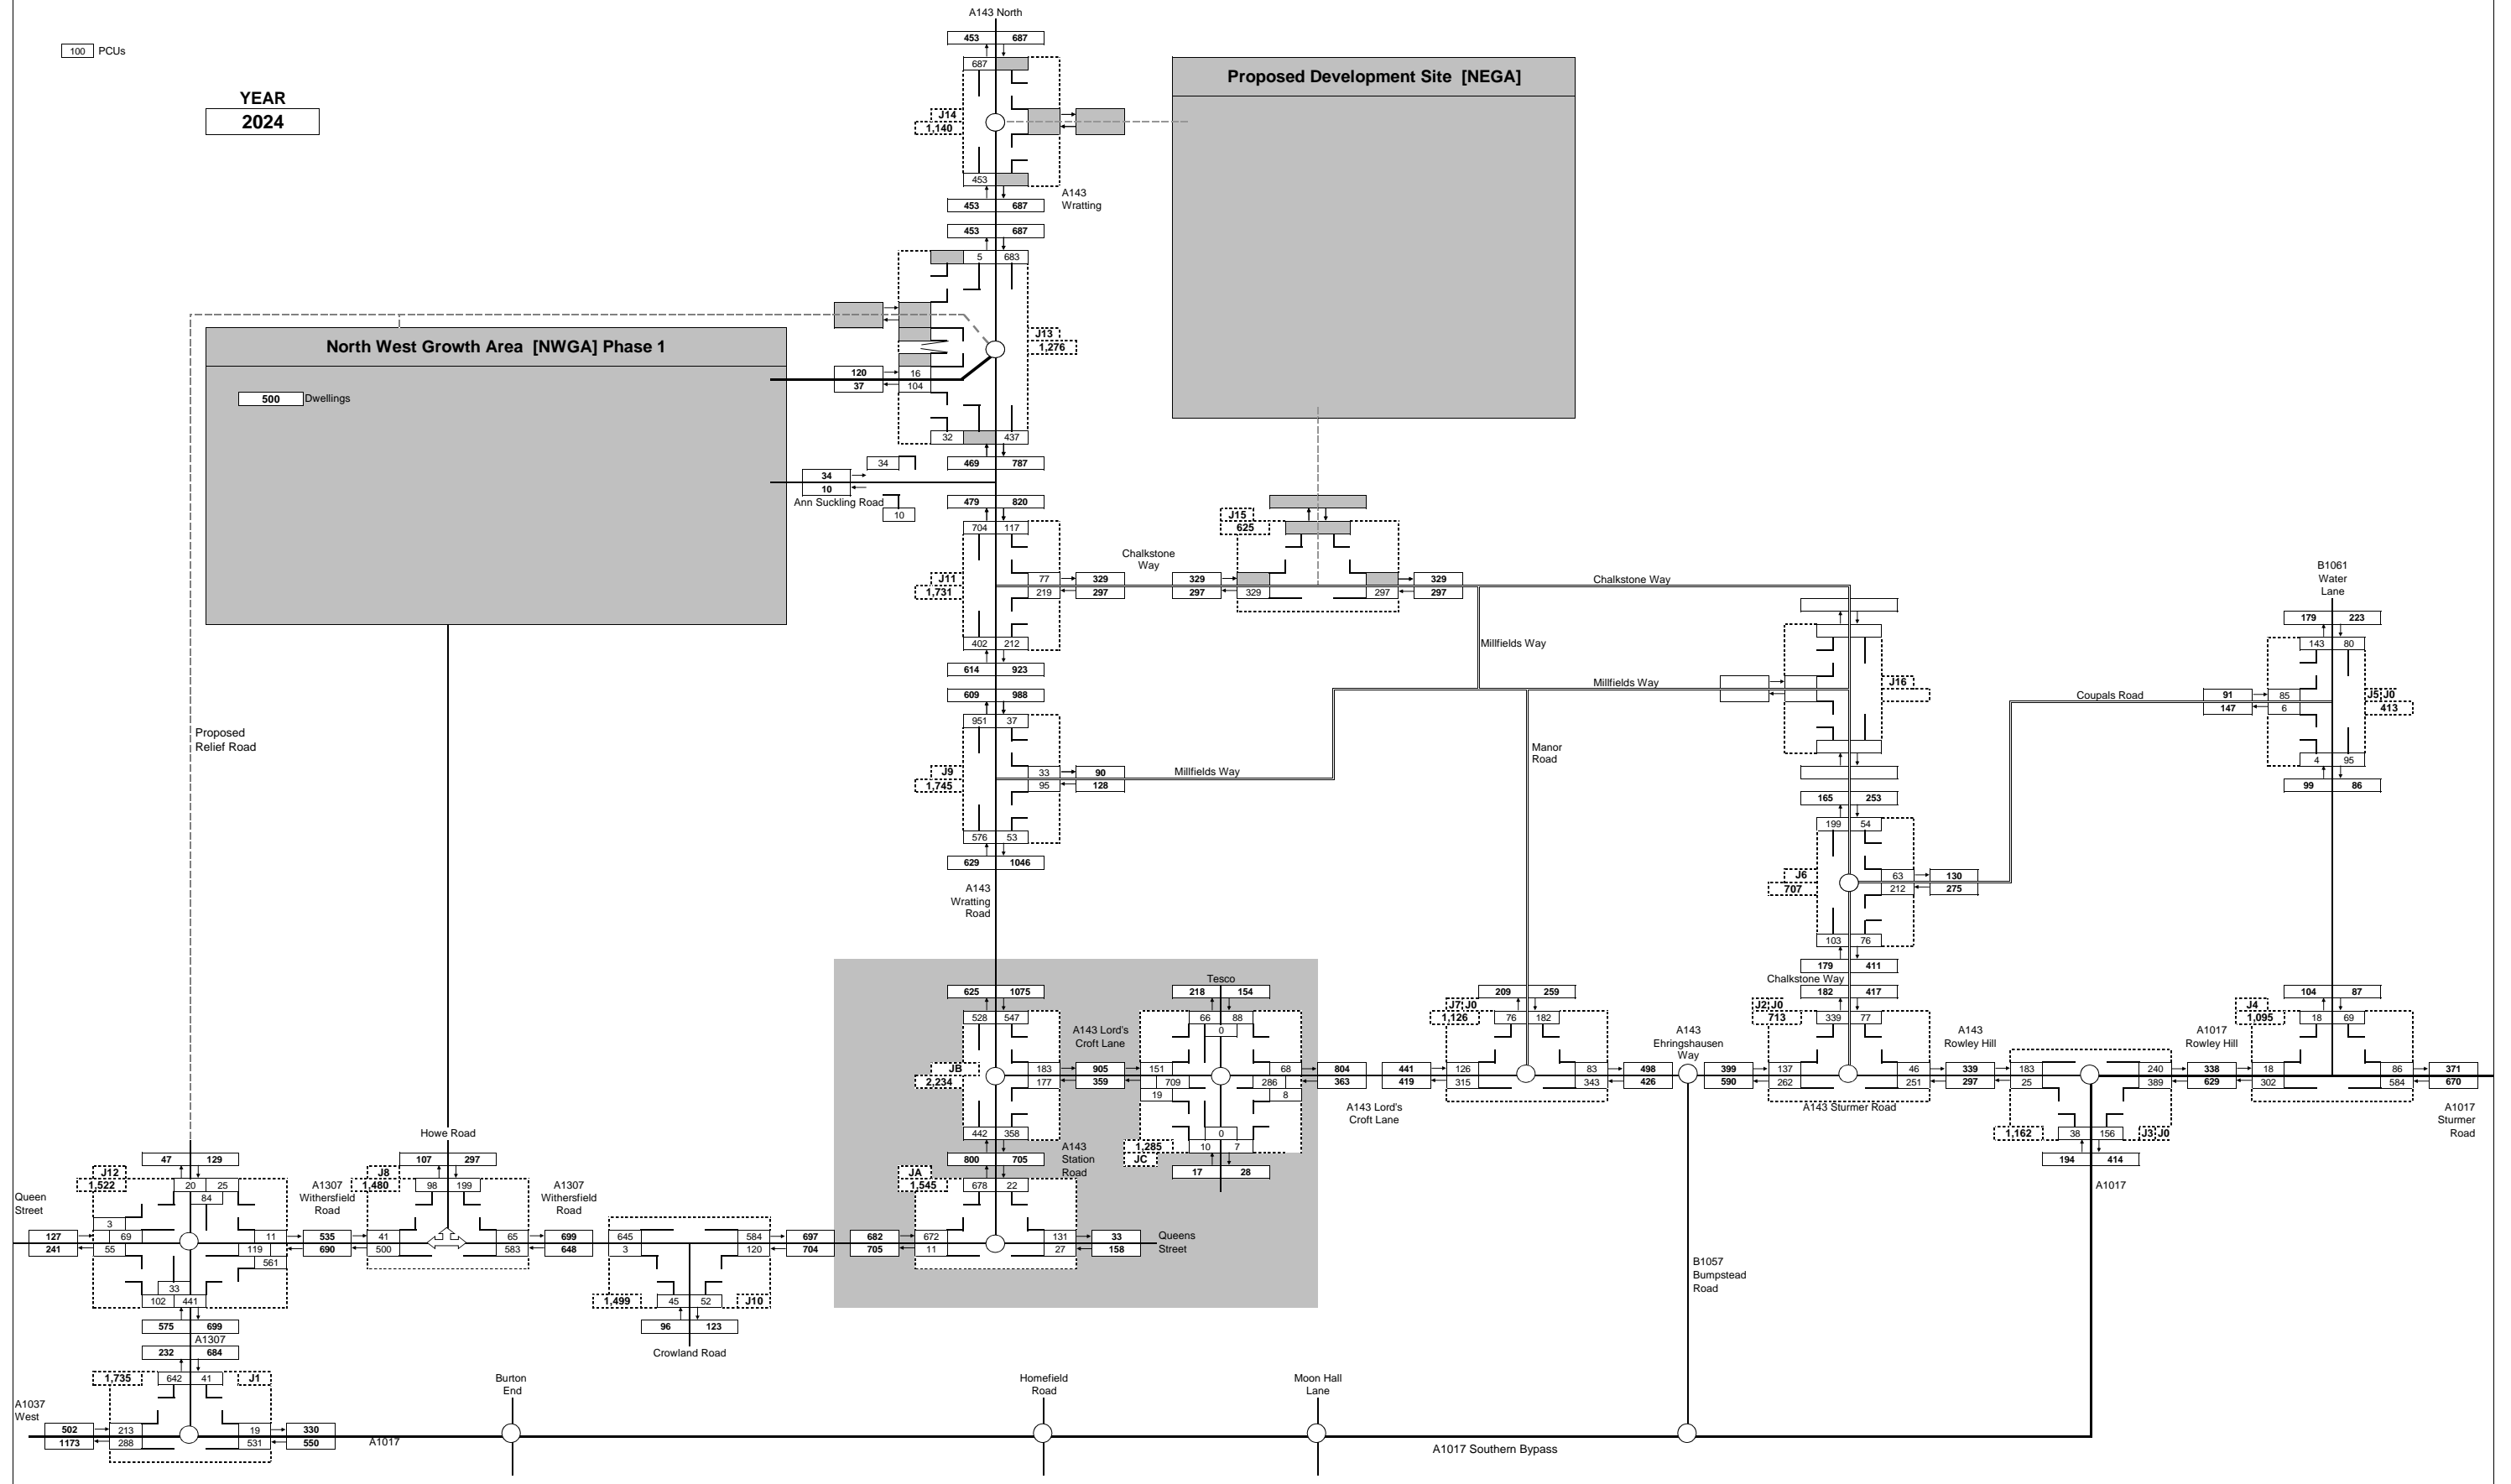 A143 North
453 687
100 PCUs
687
Proposed Development Site [NEGA]
YEAR
2024
J14
1,140
453
A143
Wratting
453 687
453 687
5 683
J13
1,276
North West Growth Area [NWGA] Phase 1
120 16
37 104
500 Dwellings
32 437
34
469 787
34
10
Ann Suckling Road
10
479 820
704 117
J15
625
Chalkstone
Way
J11
1,731
77 329
219 297
329
297 329
297 329
297
Chalkstone Way
B1061
Water
Lane
179 223
402 212
614 923
Millfields Way
143 80
609 988
951 37
Millfields Way
J16
Coupals Road
91 85
147 6
J5 J0
413
Proposed
Relief Road
Manor
Road
4 95
99 86
J9
1,745
33 90
95 128
Millfields Way
165 253
199 54
576 53
629 1046
J6
707
63 130
212 275
A143
Wratting
Road
103 76
179 411
Chalkstone Way
Tesco
625 1075
218 154
209 259
182 417
104 87
528 547
66 88
0
J7 J0
1,126
76 182
J2 J0
713
339 77
J4
1,095
18 69
A143 Lord's
Croft Lane
A143
Ehringshausen
Way
A143
Rowley Hill
A1017
Rowley Hill
JB
2,234
183 905 151
177 359 709
19
68 804
286 363
8
441 126
419 315
83 498
343 426
399 137
590 262
46 339 183
251 297 25
240 338 18
389 629 302
86 371
584 670
A143 Lord's
Croft Lane
A143 Sturmer Road
A1017
Sturmer
Road
442 358
0
10 7
1,285
JC
1,162
38 156
J3 J0
800 705
A143
Station
Road
17 28
194 414
A1017
Howe Road
47 129
107 297
J12
1,522
20 25
84
J8
1,480
98 199
JA
1,545
678 22
Queen
Street
A1307
Withersfield
Road
A1307
Withersfield
Road
3
127 69
241 55
11 535 41
119 690 500
561
65 699 645
583 648 3
584 697
120 704
682 672
705 11
131 33
27 158
Queens
Street
B1057
Bumpstead
Road
33
102 441
1,499
45 52
J10
575 699
96 123
A1307
Crowland Road
232 684
1,735
642 41
J1
A1037
West
Burton
End
Homefield
Road
Moon Hall
Lane
502 213
1173 288
19 330
531 550
A1017
A1017 Southern Bypass